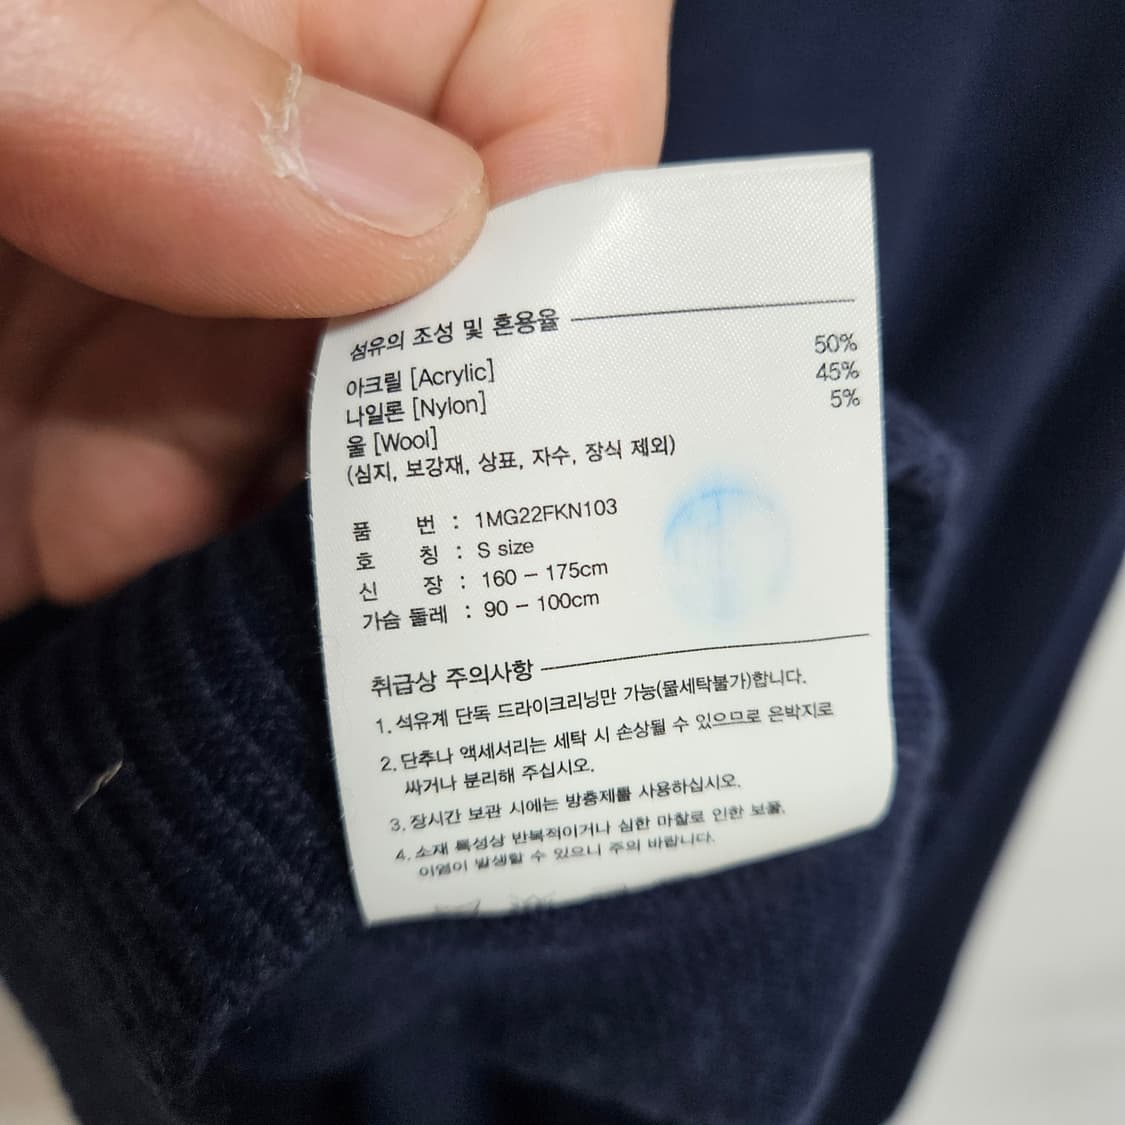 섬유의 조성 및 혼용율
아크릴 [Acrylic] 50%
나일론 [Nylon] 45%
울 [Wool] 5%
(심지, 보강재, 상표, 자수, 장식 제외)
품 번 : 1MG22FKN103
호 칭 : S size
신 장 : 160 – 175cm
가슴 둘레 : 90 – 100cm
취급상 주의사항
1. 석유계 단독 드라이크리닝만 가능(물세탁불가)합니다.
2. 단추나 액세서리는 세탁 시 손상될 수 있으므로 은박지로
싸거나 분리해 주십시오.
3. 장시간 보관 시에는 방충제를 사용하십시오.
4. 소재 특성상 반복적이거나 심한 마찰로 인한 보풀,
이염이 발생할 수 있으니 주의 바랍니다.